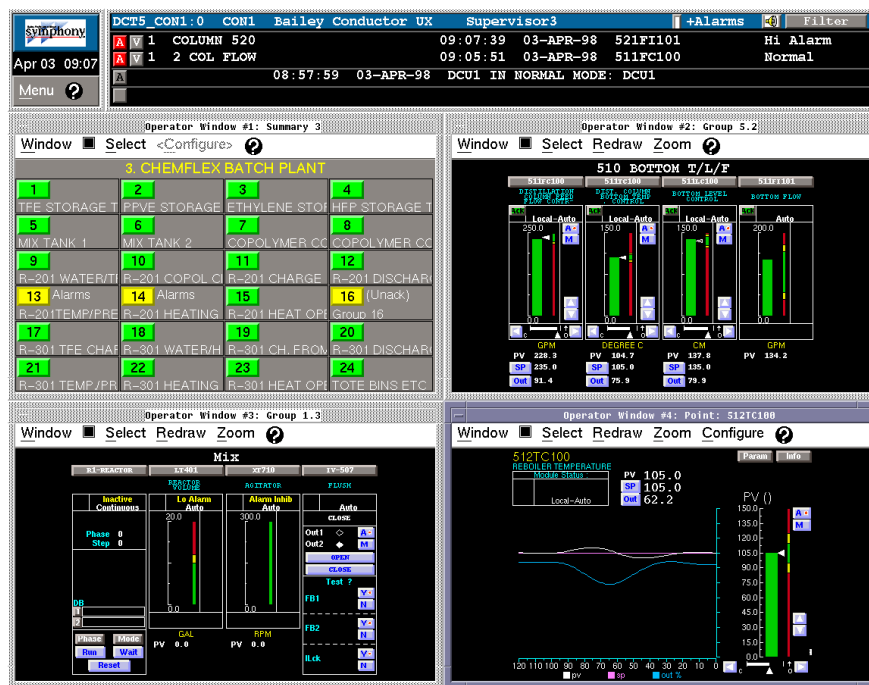 DCT5_CON1:0 CON1 Bailey Conductor UX Supervisor3 +Alarms Filter
symphony
A V 1 COLUMN 520 09:07:39 03-APR-98 521FI101 Hi Alarm
Apr 03 09:07
A V 1 2 COL FLOW 09:05:51 03-APR-98 511FC100 Normal
A 08:57:59 03-APR-98 DCU1 IN NORMAL MODE: DCU1
Menu ?
Operator Window #1: Summary 3
Window Select <Configure> ?
3. CHEMFLEX BATCH PLANT
1 2 3 4
TFE STORAGE T PPVE STORAGE ETHYLENE STO HFP STORAGE T
5 6 7 8
MIX TANK 1 MIX TANK 2 COPOLYMER CO COPOLYMER CO
9 10 11 12
R-201 WATER/TI R-201 COPOL C R-201 CHARGE R-201 DISCHAR
13 Alarms 14 Alarms 15 16 (Unack)
R-201TEMP/PRE R-201 HEATING R-201 HEAT OPE Group 16
17 18 19 20
R-301 TFE CHAR R-301 WATER/H R-301 CH. FROM R-301 DISCHAR
21 22 23 24
R-301 TEMP/PR R-301 HEATING R-301 HEAT OPE TOTE BINS ETC
Operator Window #2: Group 5.2
Window Select Redraw Zoom ?
510 BOTTOM T/L/F
511FC100 511TC100 511LC100 511FI101
DISTILLATION DIST. COLUMN BOTTOM LEVEL BOTTOM FLOW
COLUMN FEED BOTTOM TEMP CONTROL
FLOW CONTR . CONTROL
Local-Auto Local-Auto Local-Auto Auto
250.0 150.0 150.0 200.0
A A A
M M M
0.0 0.0 0.0 0.0
C O C O C O
GPM DEGREE C CM GPM
PV 228.3 PV 104.7 PV 137.8 PV 134.2
SP 235.0 SP 105.0 SP 135.0
Out 91.4 Out 75.9 Out 79.9
Operator Window #3: Group 1.3
Window Select Redraw Zoom ?
Mix
R1-REACTOR LT401 XT710 IV-507
REACTOR AGITATOR FLUSH
VOLUME
Inactive Lo Alarm Alarm Inhib
Continuous Auto Auto Auto
20.0 300.0 CLOSE
Phase 0 Out1 A
Step 0 Out2 M
OPEN
CLOSE
Test ?
DB FB1 Y
1 0.0 0.0 N
2 FB2 Y
GAL RPM N
Phase Mode PV 0.0 PV 0.0
Run Wait ILck Y
Reset N
Operator Window #4: Point: 512TC100
Window Select Redraw Zoom Configure ?
512TC100 Param Info
REBOILER TEMPERATURE
Module Status PV 105.0
SP 105.0
Local-Auto Out 62.2
PV ()
150.0 A
135.0 M
120.0
105.0
90.0
75.0
60.0
45.0
30.0
15.0
0.0
120 110 100 90 80 70 60 50 40 30 20 10 0
pv sp out %
C O